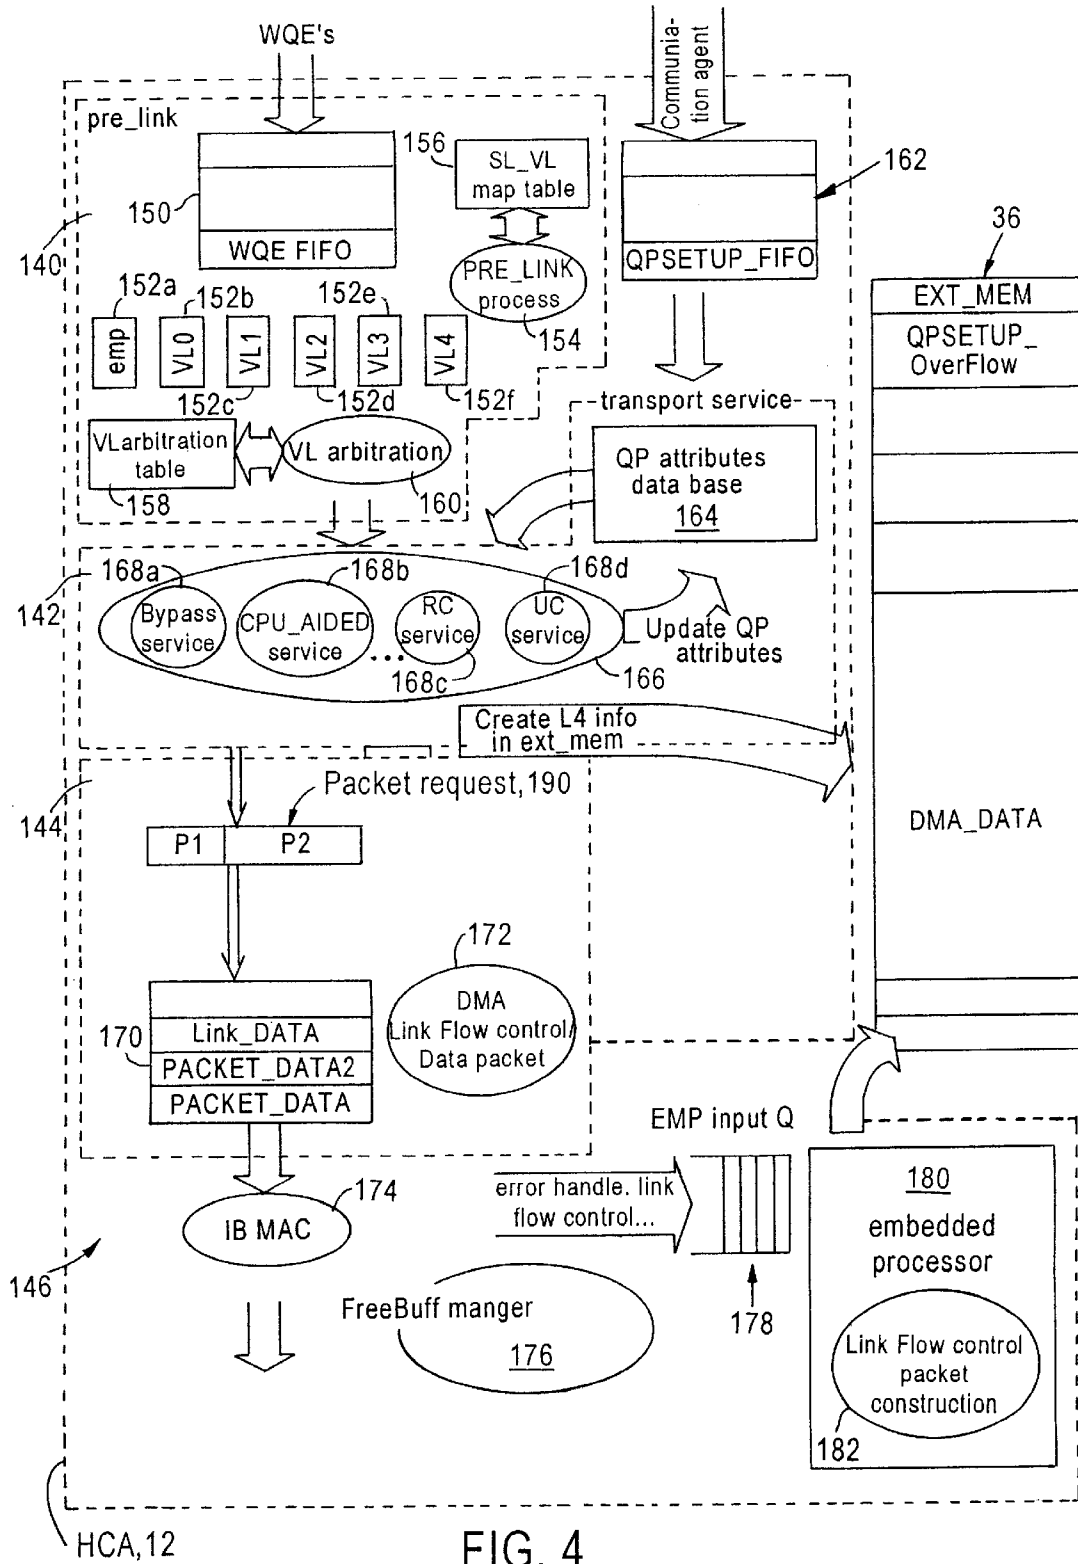 WQE's
Communia-
tion agent
pre_link
156
SL_VL
map table
162
150
WQE FIFO
140
PRE_LINK
process
154
QPSETUP_FIFO
36
EXT_MEM
QPSETUP_
OverFlow
152a
152b
152e
emp
VL0
VL1
VL2
VL3
VL4
152c
152d
152f
transport service
VLarbitration
table
158
VL arbitration
160
QP attributes
data base
164
142
168a
168b
168d
Bypass
service
CPU_AIDED
service
...
RC
service
168c
UC
service
166
Update QP
attributes
Create L4 info
in ext_mem
144
Packet request,190
P1
P2
DMA_DATA
172
DMA
Link Flow control/
Data packet
170
Link_DATA
PACKET_DATA2
PACKET_DATA
EMP input Q
174
IB MAC
error handle. link
flow control...
178
180
embedded
processor
146
FreeBuff manger
176
Link Flow control
packet
construction
182
HCA,12
FIG. 4